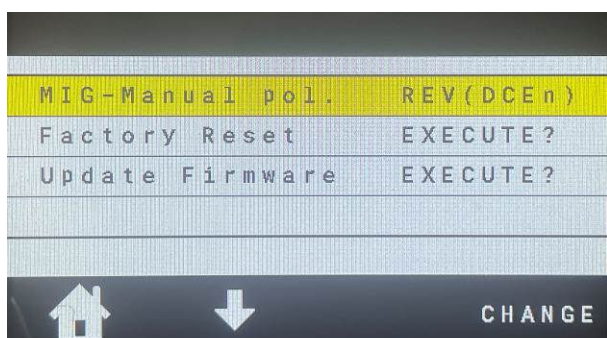 MIG-Manual pol. REV(DCEn)
Factory Reset EXECUTE?
Update Firmware EXECUTE?
CHANGE